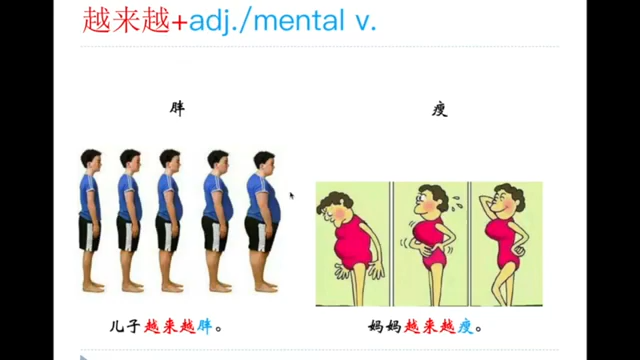 越来越+adj./mental v.
胖
瘦
儿子越来越胖。
妈妈越来越瘦。